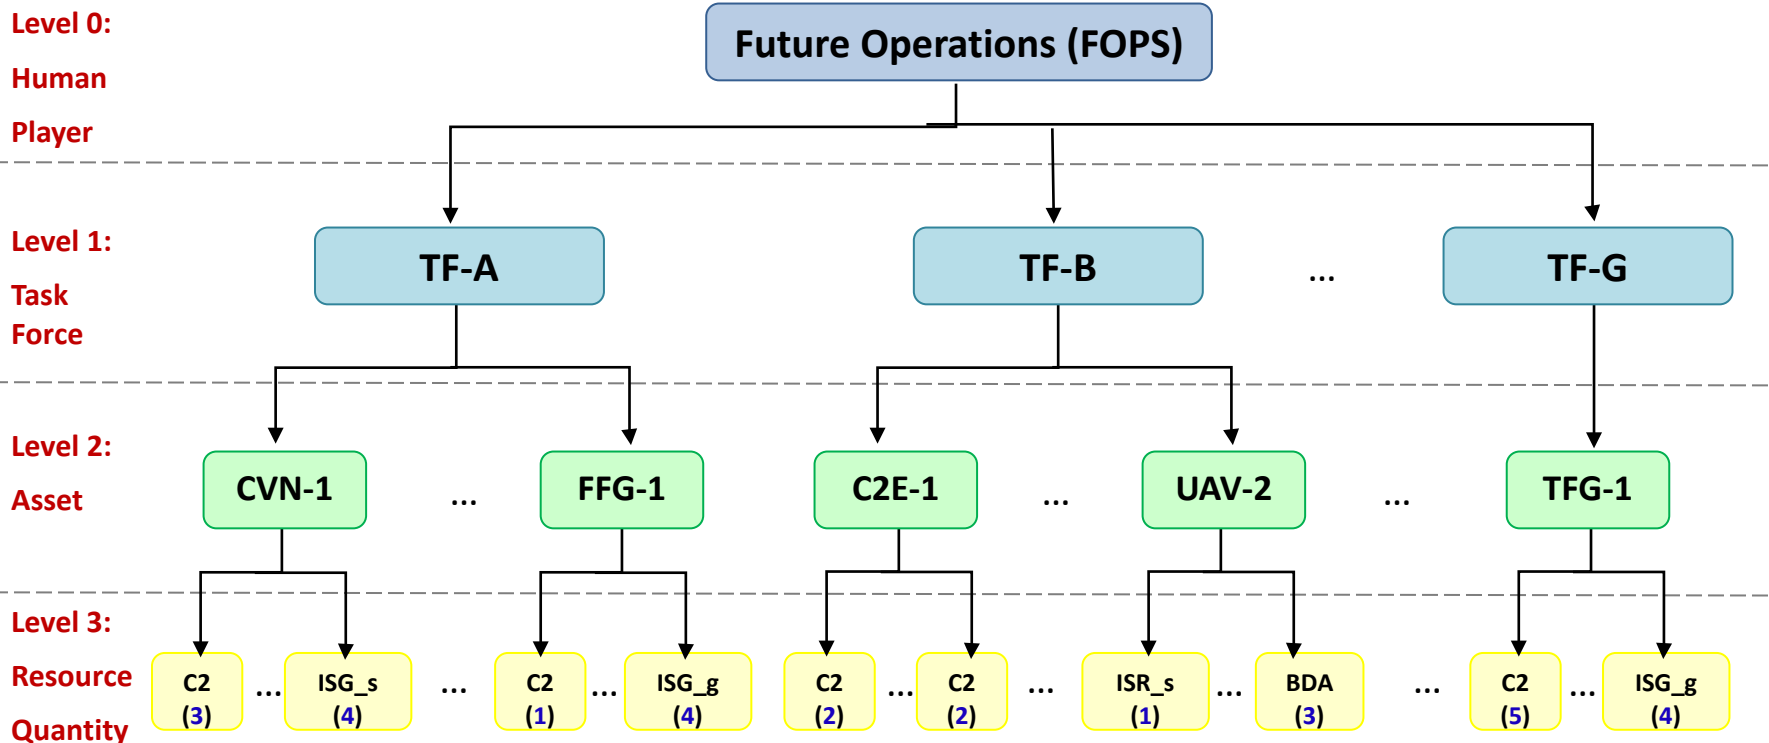 Level 0:
Human
Player
Future Operations (FOPS)
Level 1:
Task
Force
TF-A
TF-B
...
TF-G
Level 2:
Asset
CVN-1
...
FFG-1
C2E-1
...
UAV-2
...
TFG-1
Level 3:
Resource
Quantity
C2
(3)
...
ISG_s
(4)
...
C2
(1)
...
ISG_g
(4)
C2
(2)
...
C2
(2)
...
ISR_s
(1)
...
BDA
(3)
...
C2
(5)
...
ISG_g
(4)